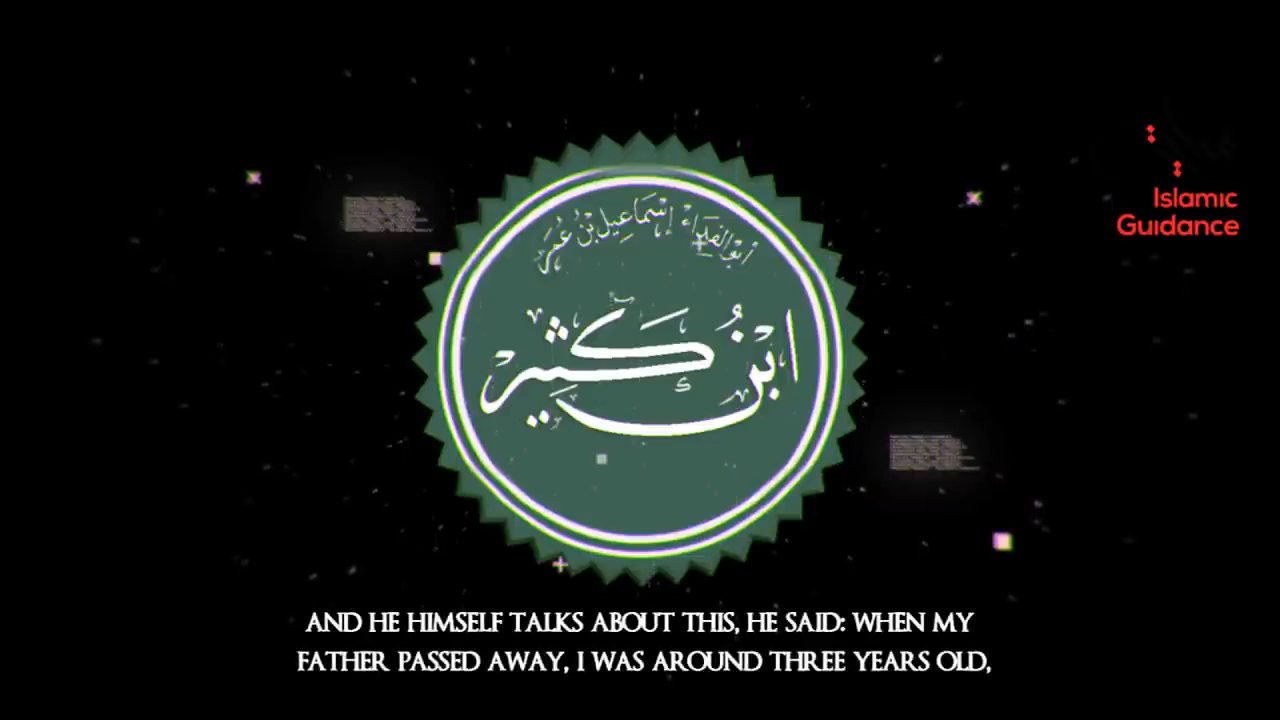 أبو الفداء إسماعيل بن عمر
ابن كثير
Islamic
Guidance
AND HE HIMSELF TALKS ABOUT THIS, HE SAID: WHEN MY
FATHER PASSED AWAY, I WAS AROUND THREE YEARS OLD,